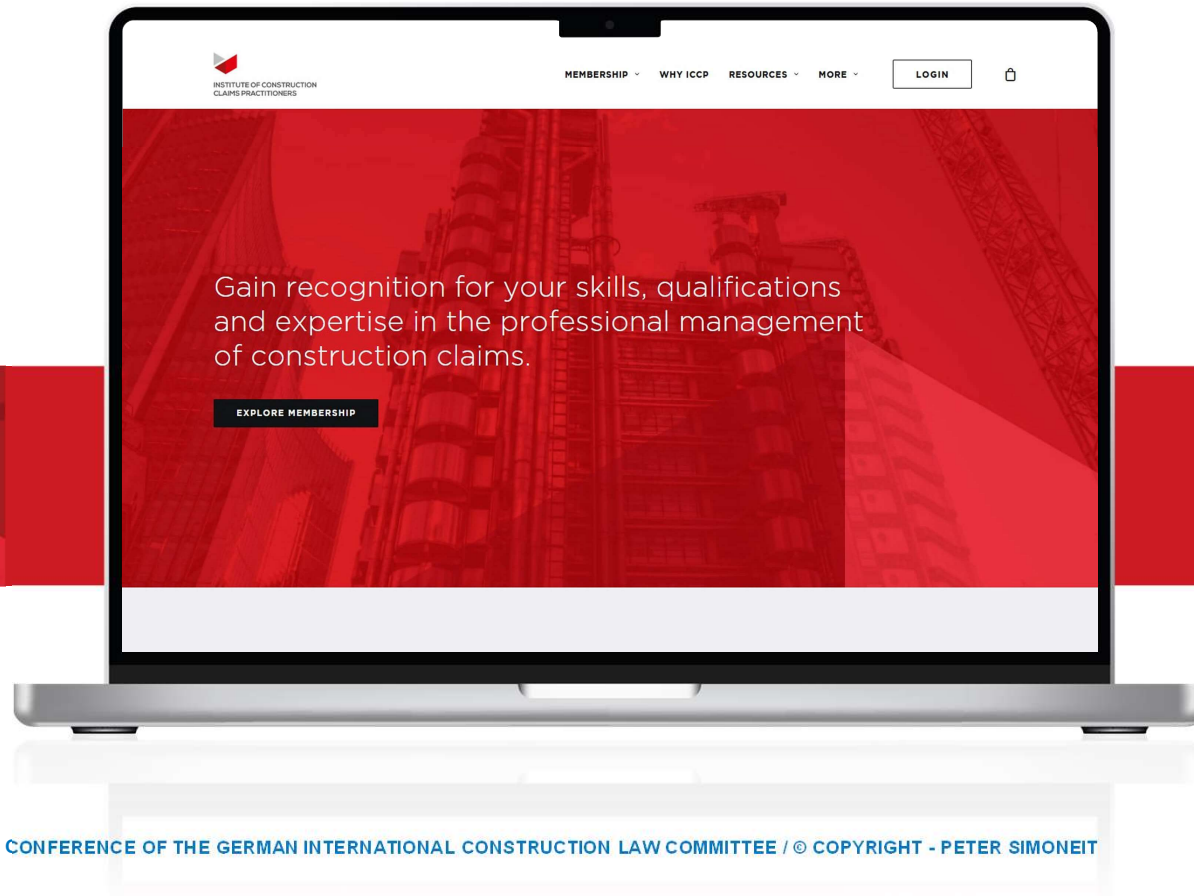 INSTITUTE OF CONSTRUCTION
CLAIMS PRACTITIONERS
MEMBERSHIP WHY ICCP RESOURCES MORE LOGIN
Gain recognition for your skills, qualifications
and expertise in the professional management
of construction claims.
EXPLORE MEMBERSHIP
CONFERENCE OF THE GERMAN INTERNATIONAL CONSTRUCTION LAW COMMITTEE / © COPYRIGHT - PETER SIMONEIT